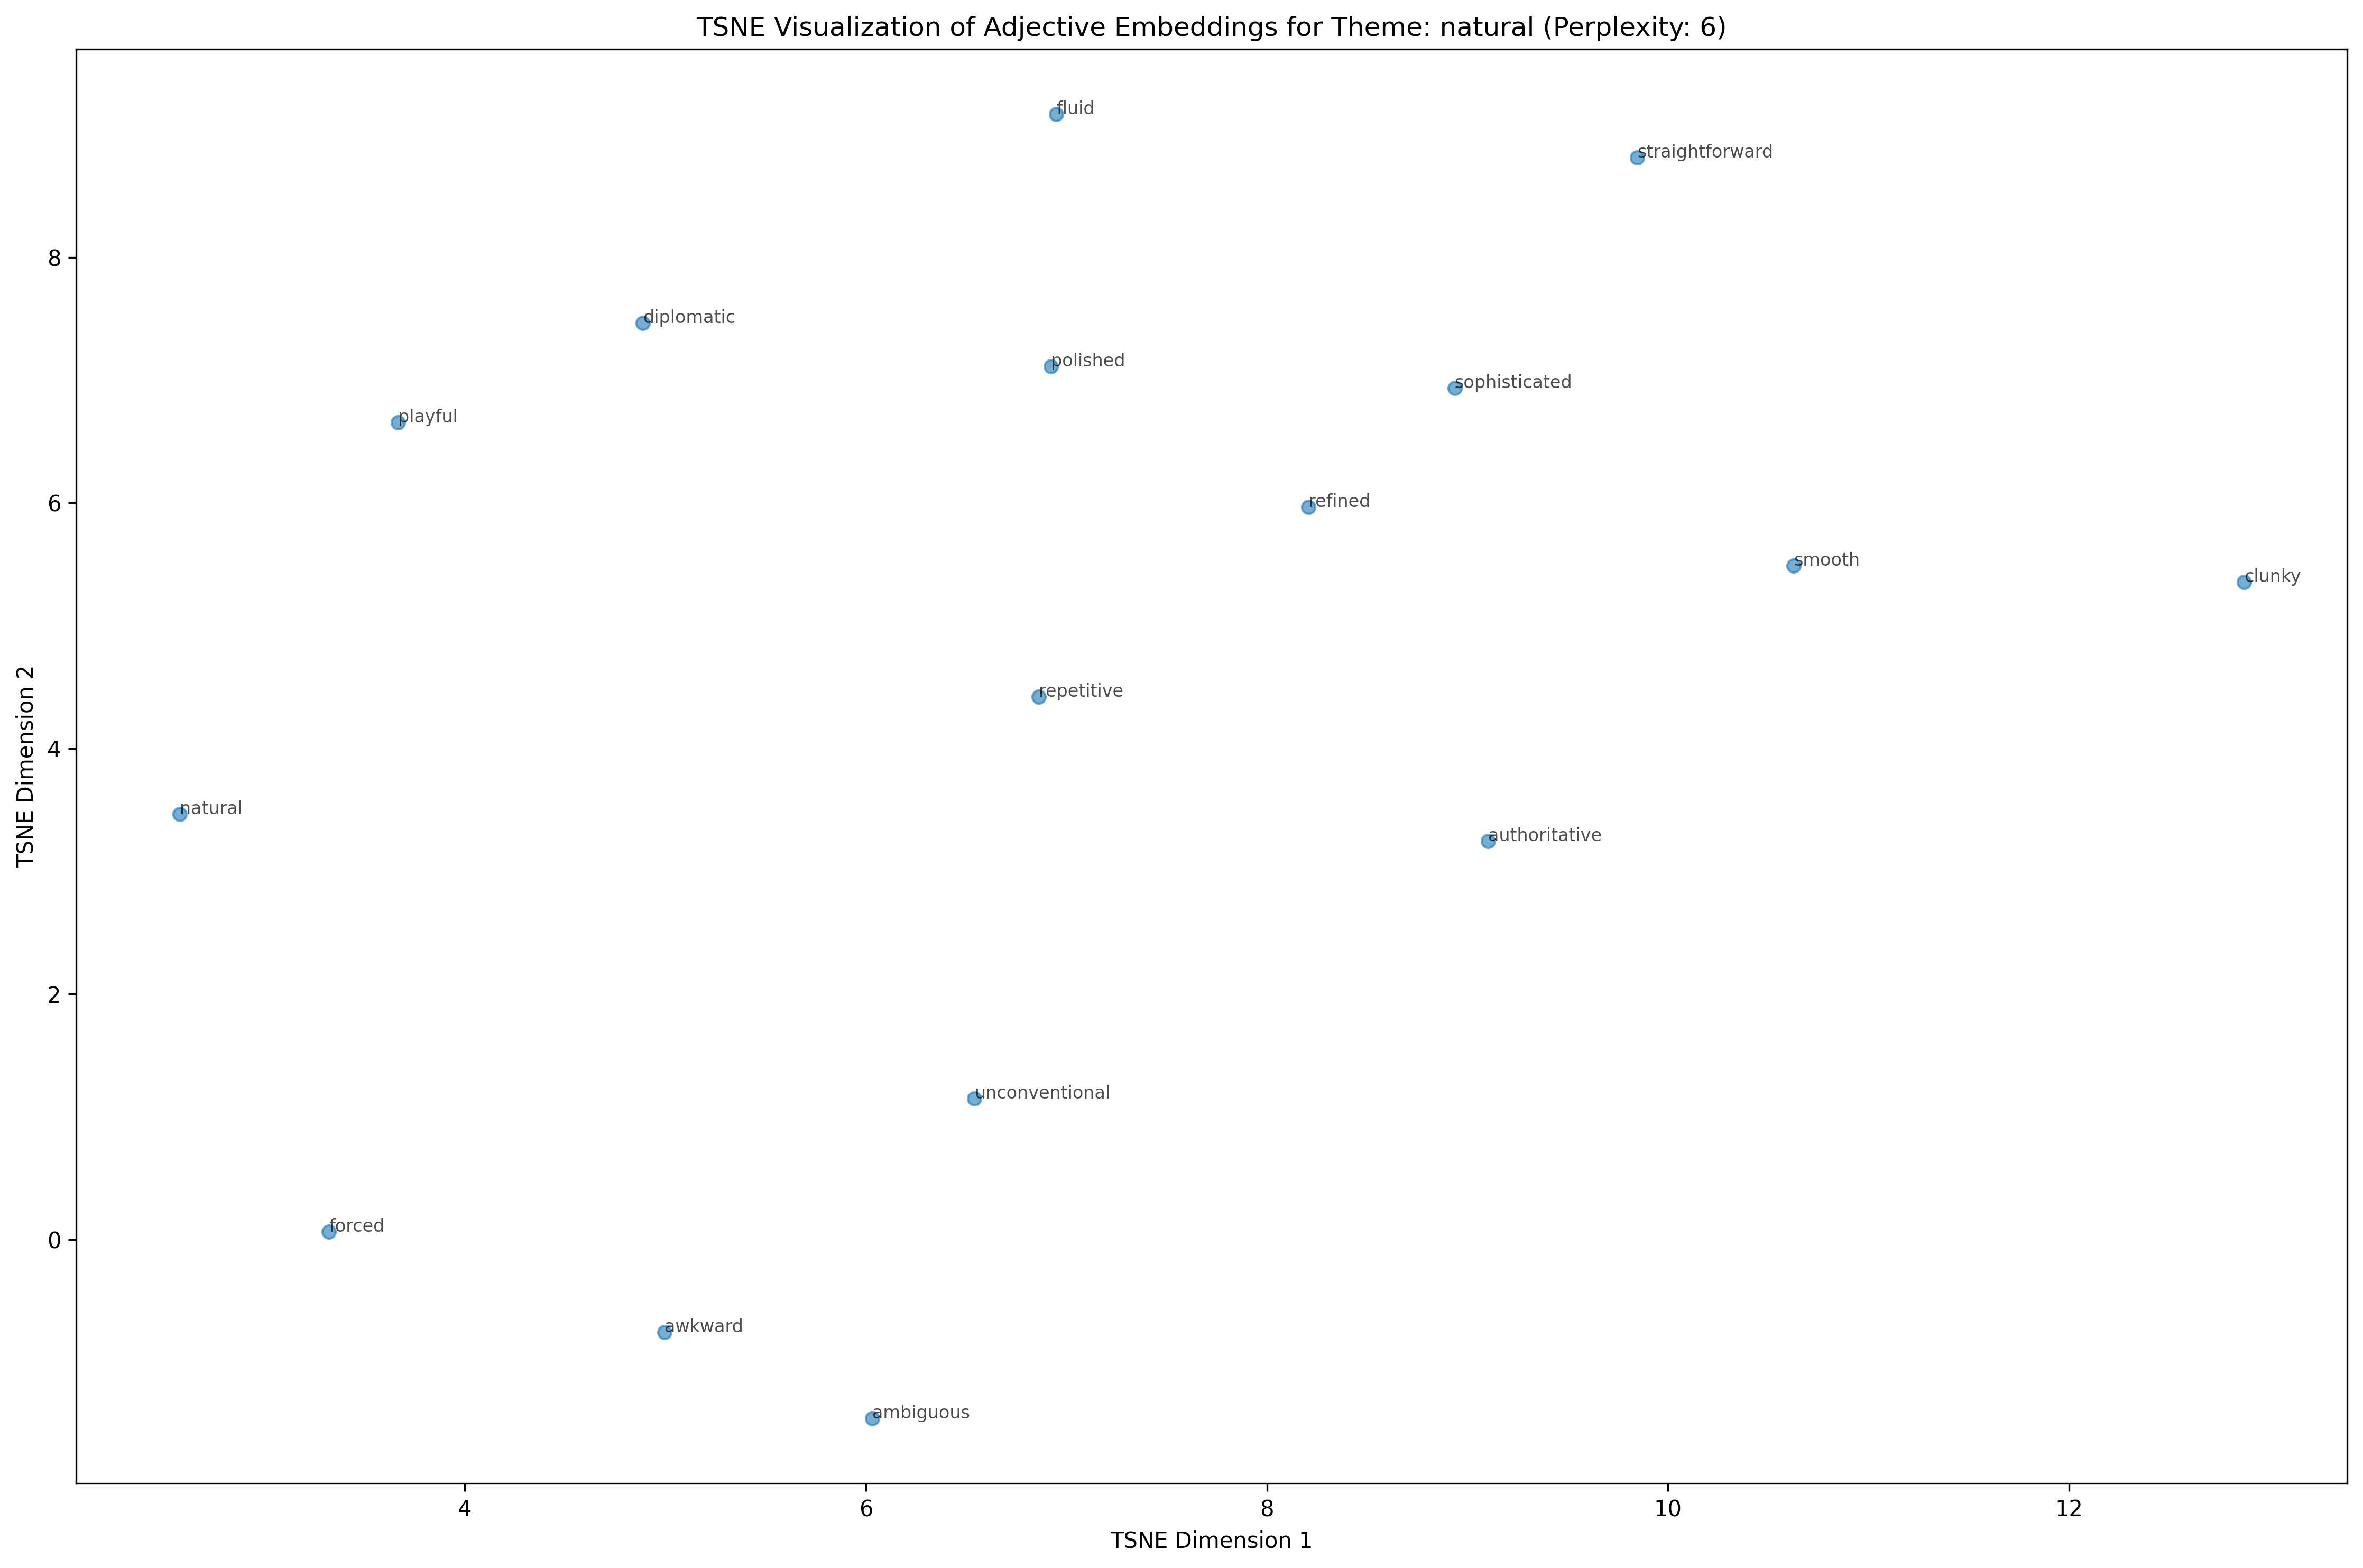 TSNE Visualization of Adjective Embeddings for Theme: natural (Perplexity: 6)
fluid
straightforward
8
diplomatic
polished
sophisticated
playful
6
refined
smooth
clunky
repetitive
4
natural
authoritative
TSNE Dimension 2
2
unconventional
forced
0
awkward
ambiguous
4
6
8
10
12
TSNE Dimension 1